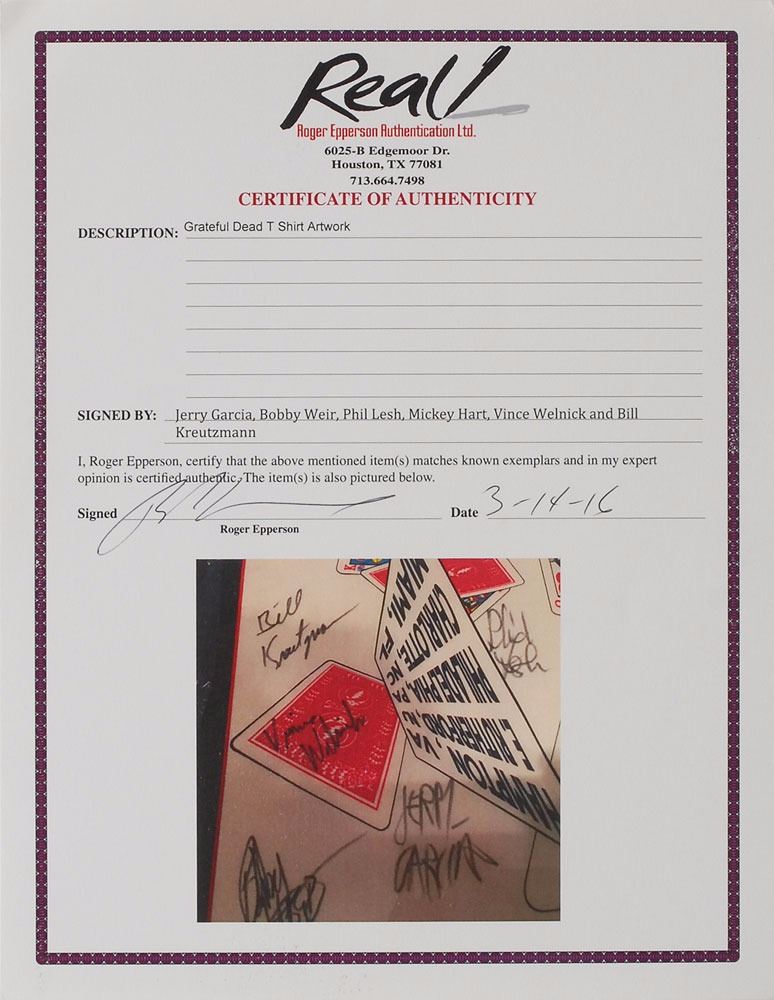 Real!
Roger Epperson Authentication Ltd.
6025-B Edgemoor Dr.
Houston, TX 77081
713.664.7498
CERTIFICATE OF AUTHENTICITY
DESCRIPTION: Grateful Dead T Shirt Artwork
SIGNED BY: Jerry Garcia, Bobby Weir, Phil Lesh, Mickey Hart, Vince Welnick and Bill
Kreutzmann
I, Roger Epperson, certify that the above mentioned item(s) matches known exemplars and in my expert
opinion is certified authentic. The item(s) is also pictured below.
Signed
Date 3-14-16
Roger Epperson
MIAMI, FL
CHARLOTTE, NC
PHILADELPHIA, PA
E. RUTHERFORD, NJ
HAMPTON, VA
Bill
Kreutzmann
Phil
Lesh
Vince
Welnick
Jerry
Garcia